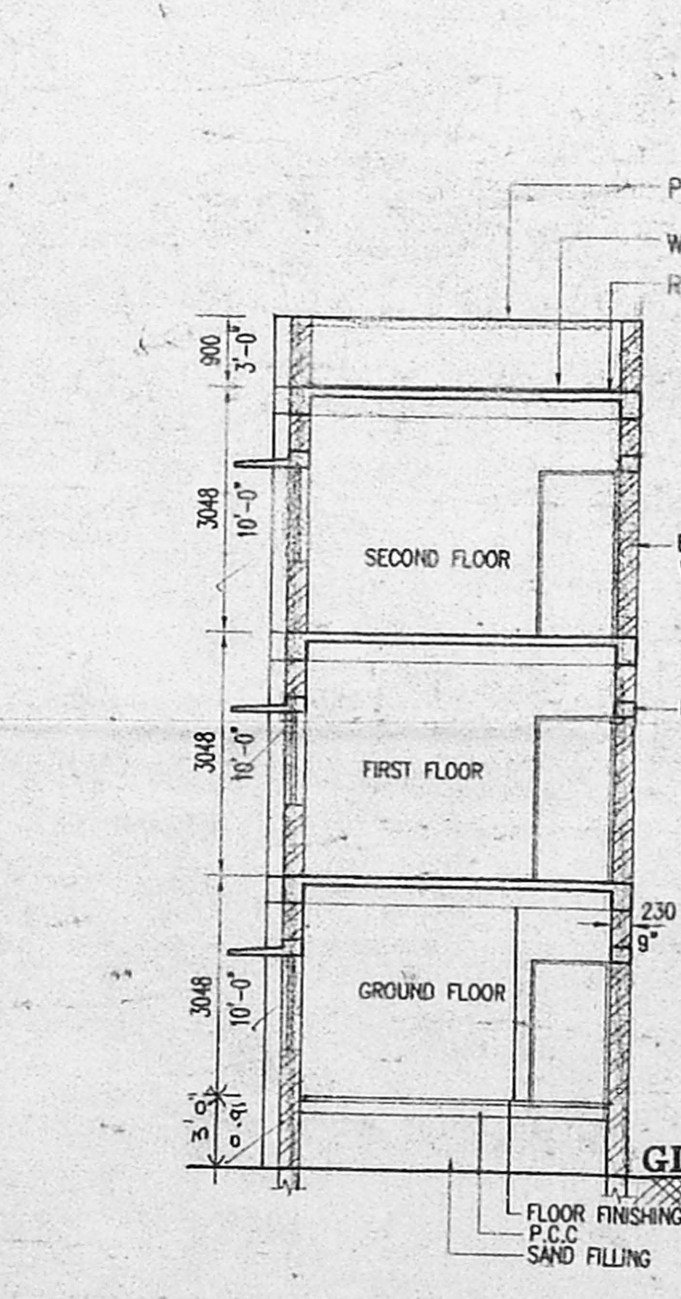 P
W
R
900
3'-0"
3048
10'-0"
SECOND FLOOR
3048
10'-0"
FIRST FLOOR
230
9"
3048
10'-0"
GROUND FLOOR
3'0"
FLOOR FINISHING
P.C.C
SAND FILLING